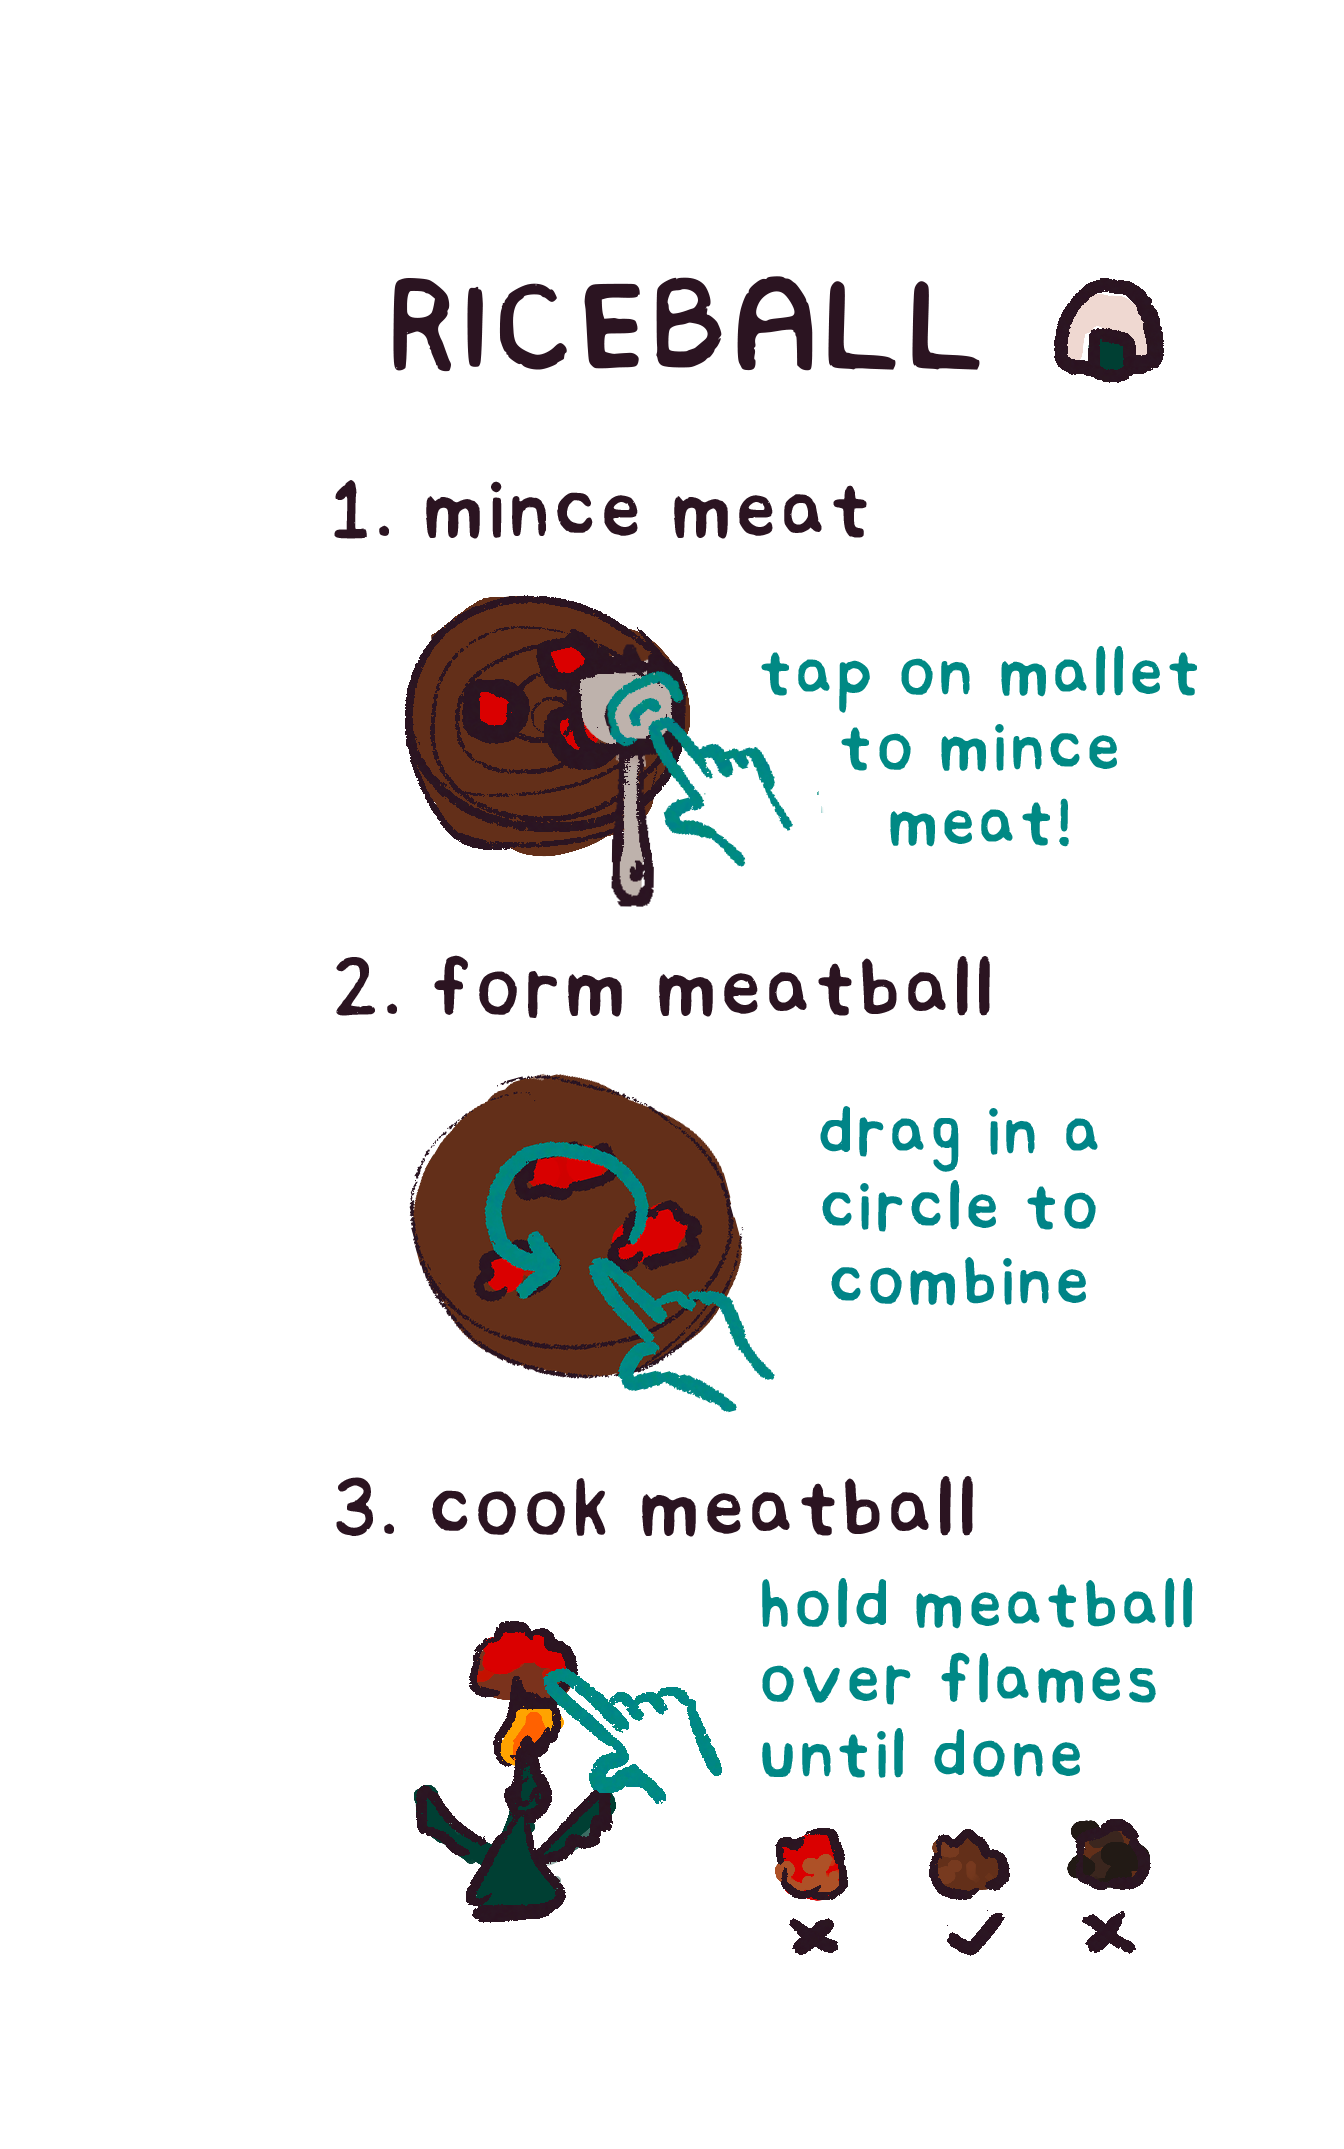 RICEBALL
1. mince meat
tap on mallet
to mince
meat!
2. form meatball
drag in a
circle to
combine
3. cook meatball
hold meatball
over flames
until done